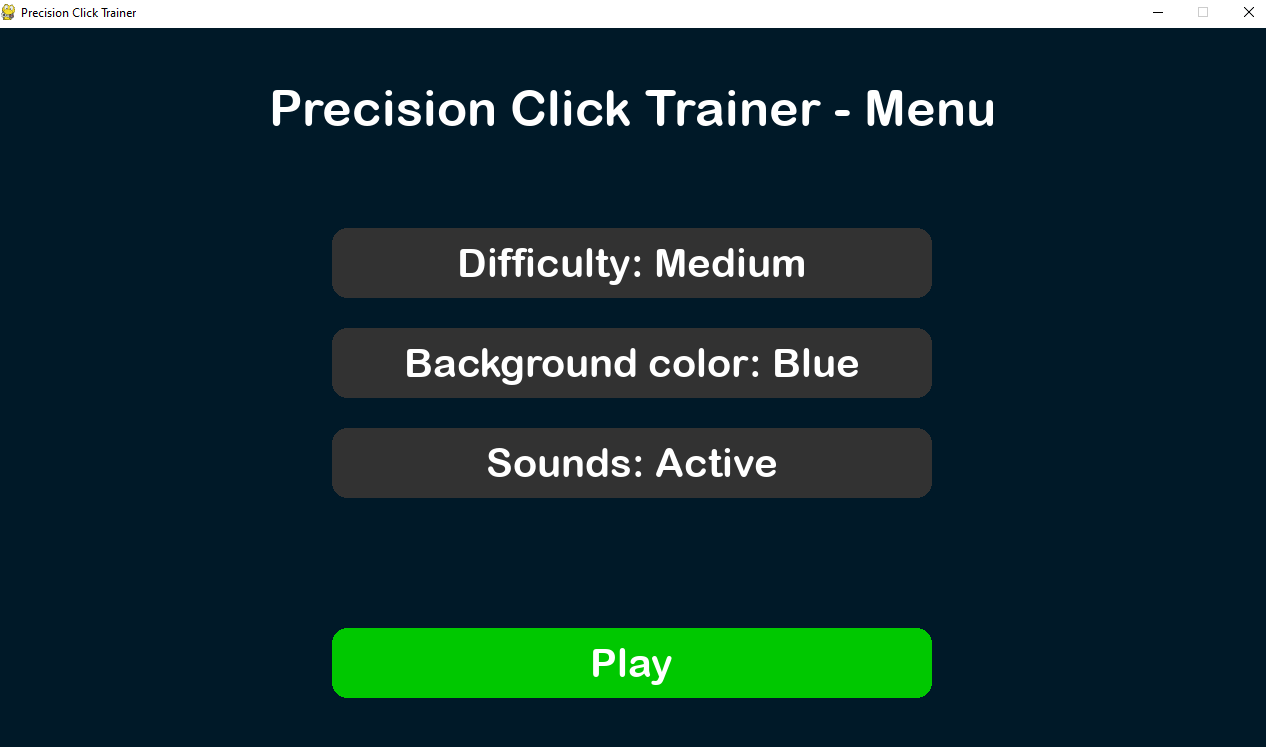 Precision Click Trainer
Precision Click Trainer - Menu
Difficulty: Medium
Background color: Blue
Sounds: Active
Play